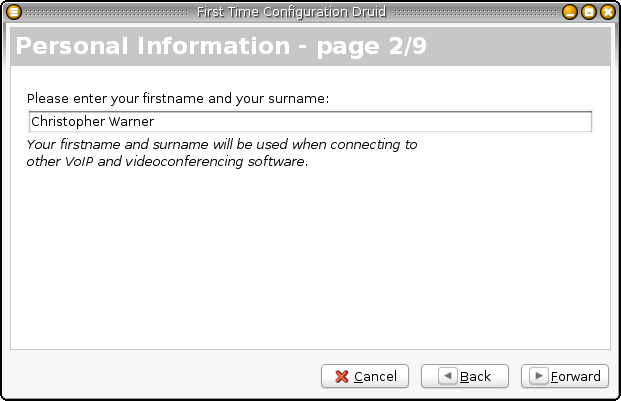 First Time Configuration Druid
Personal Information - page 2/9
Please enter your firstname and your surname:
Christopher Warner
Your firstname and surname will be used when connecting to
other VoIP and videoconferencing software.
Cancel
Back
Forward